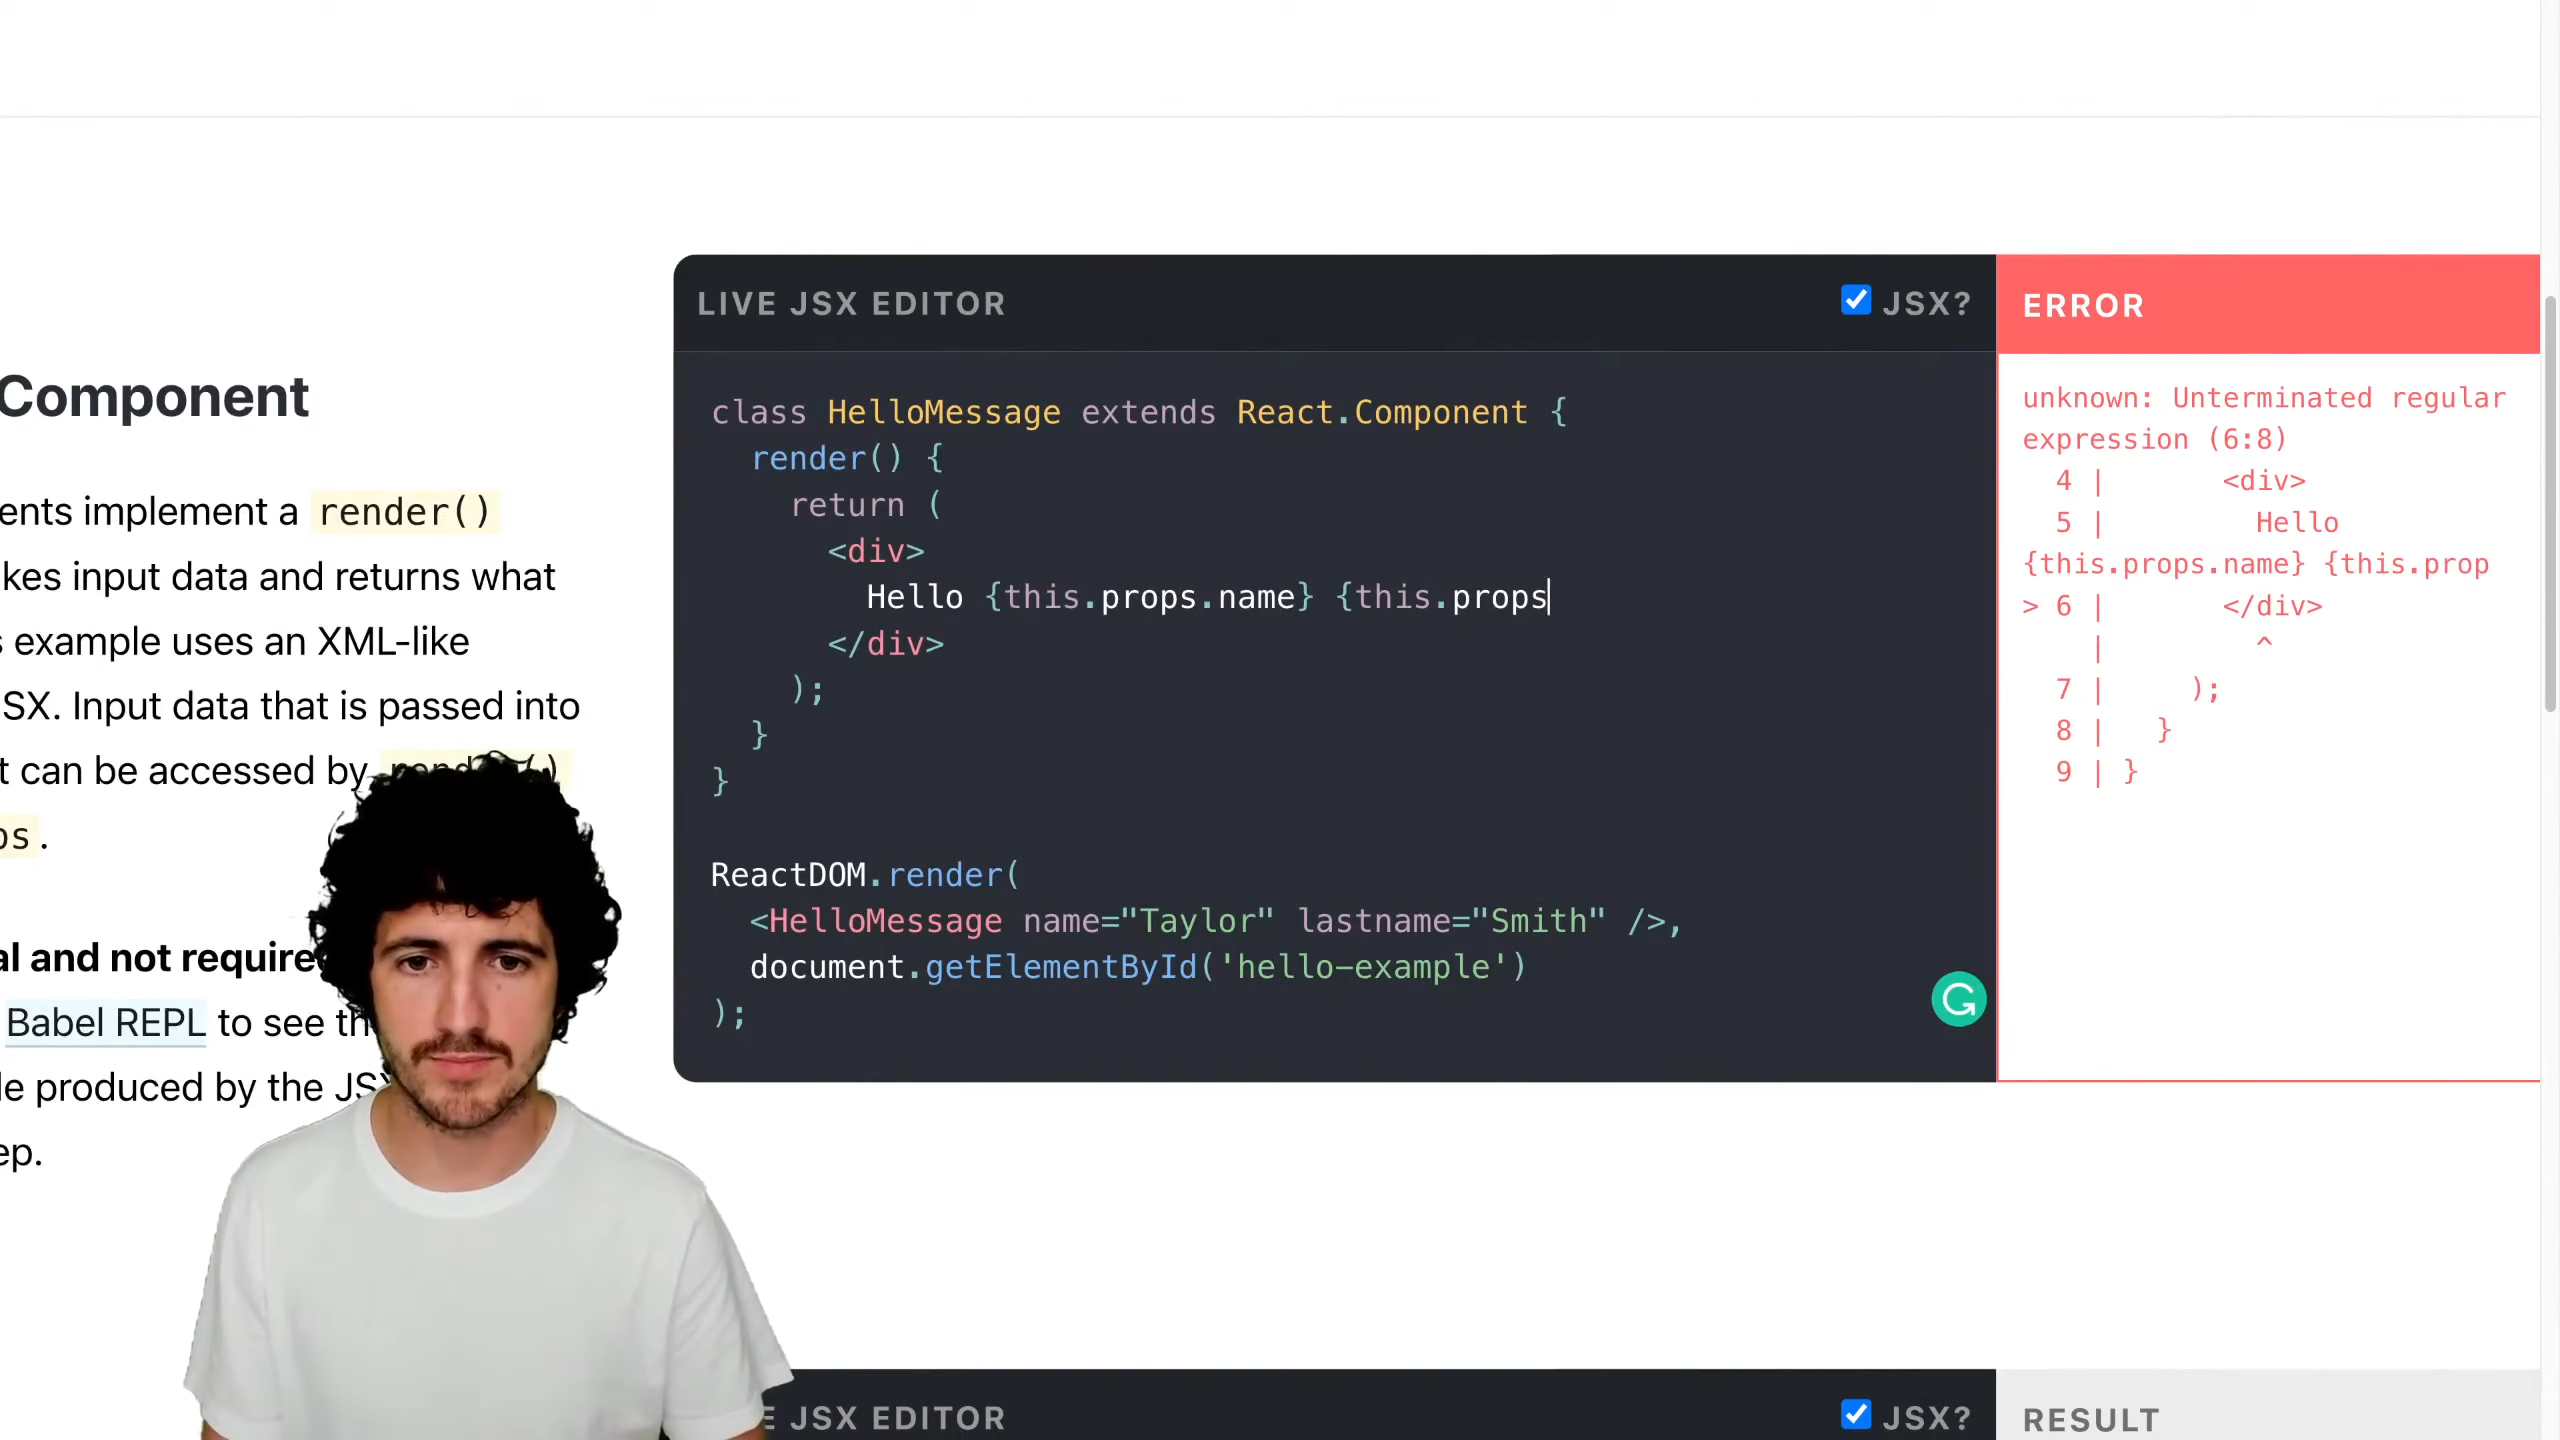 Component
ents implement a render()
kes input data and returns what
s example uses an XML-like
SX. Input data that is passed into
t can be accessed by render()
ps.
al and not require
Babel REPL to see th
le produced by the JSX
ep.
LIVE JSX EDITOR
JSX?
class HelloMessage extends React.Component {
render() {
return (
<div>
Hello {this.props.name} {this.props
</div>
);
}
}
ReactDOM.render(
<HelloMessage name="Taylor" lastname="Smith" />,
document.getElementById('hello-example')
);
ERROR
unknown: Unterminated regular
expression (6:8)
4 | <div>
5 | Hello
{this.props.name} {this.prop
> 6 | </div>
| ^
7 | );
8 | }
9 | }
E JSX EDITOR
JSX?
RESULT